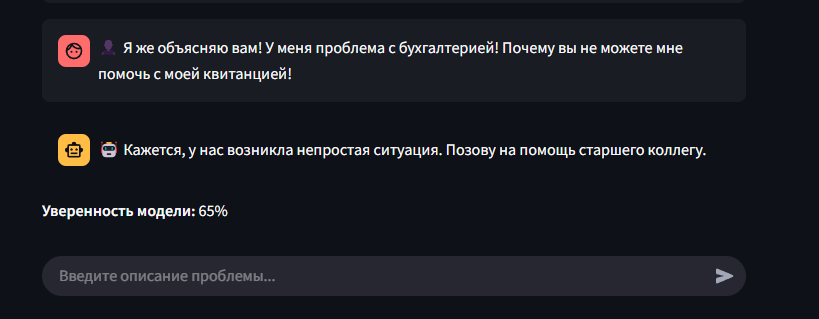 Я же объясняю вам! У меня проблема с бухгалтерией! Почему вы не можете мне
помочь с моей квитанцией!
Кажется, у нас возникла непростая ситуация. Позову на помощь старшего коллегу.
Уверенность модели: 65%
Введите описание проблемы...